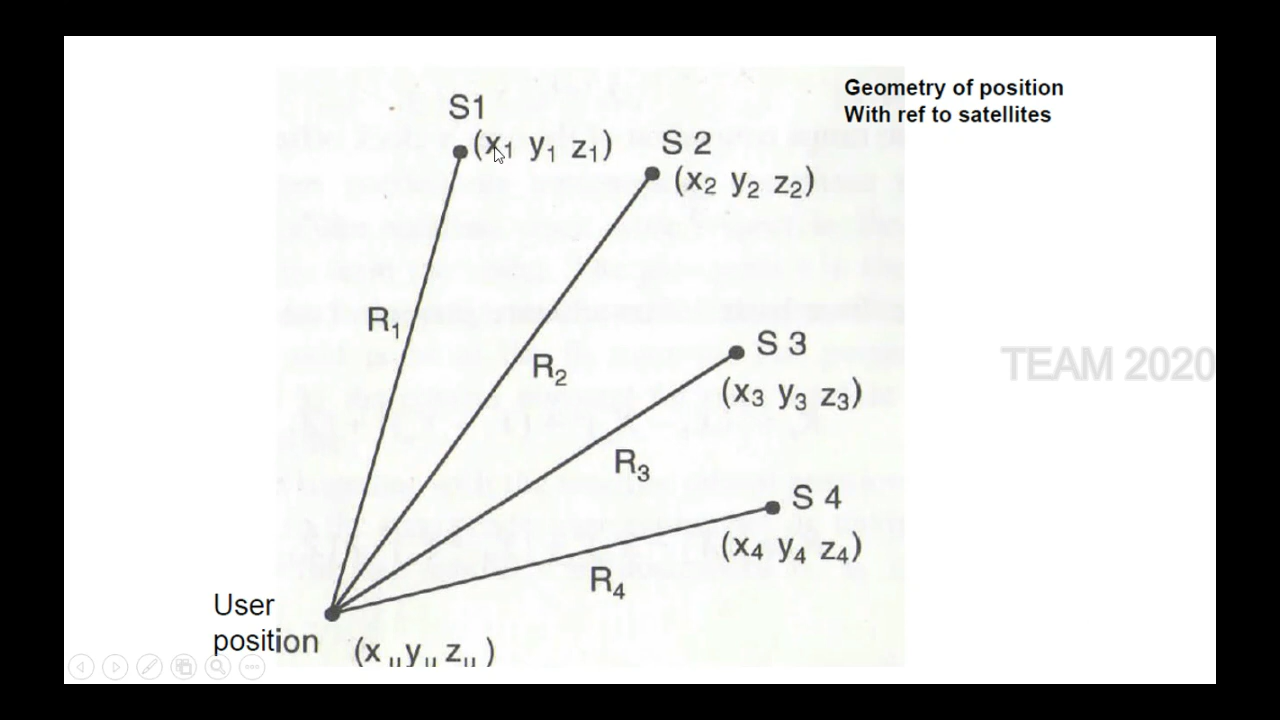 Geometry of position
With ref to satellites
S1
(x₁ y₁ z₁)
S 2
(x₂ y₂ z₂)
R₁
S 3
R₂
(x₃ y₃ z₃)
TEAM 2020
R₃
S 4
(x₄ y₄ z₄)
R₄
User
position
(xᵤ yᵤ zᵤ)